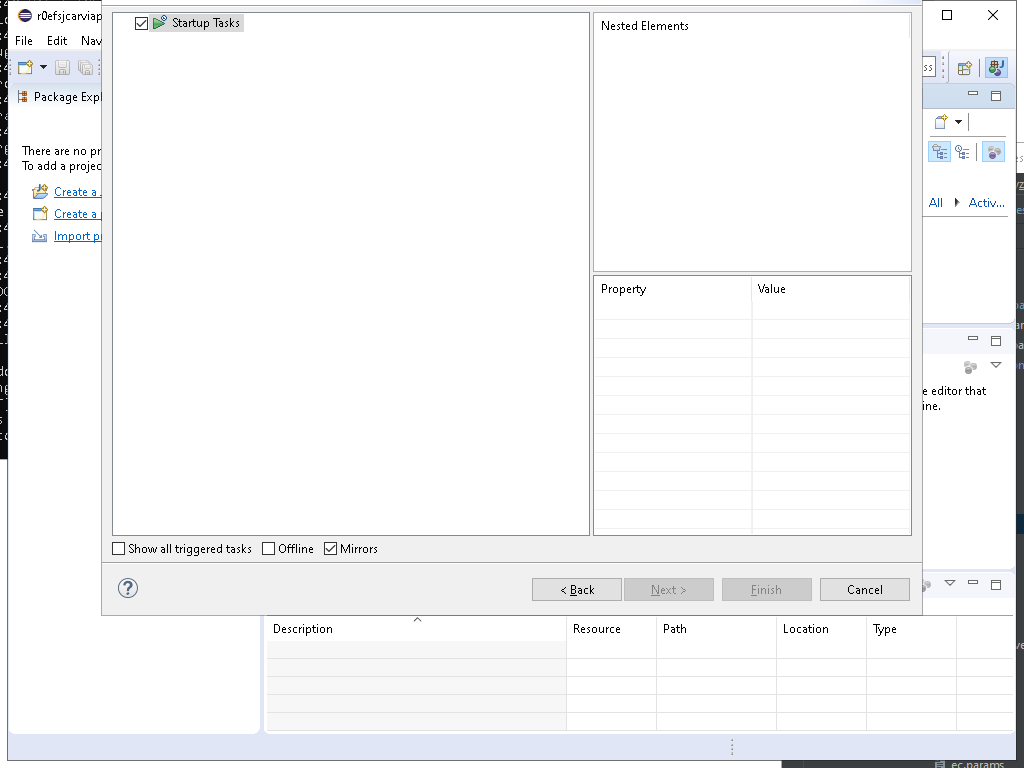 r0efsjcarviap
File Edit Nav
Package Expl
There are no pr
To add a projec
Create a
Create a
Import pr
Startup Tasks
Nested Elements
Property Value
Show all triggered tasks Offline Mirrors
?
< Back Next > Finish Cancel
ss
All Activ...
e editor that
ine.
Description Resource Path Location Type
ec.params